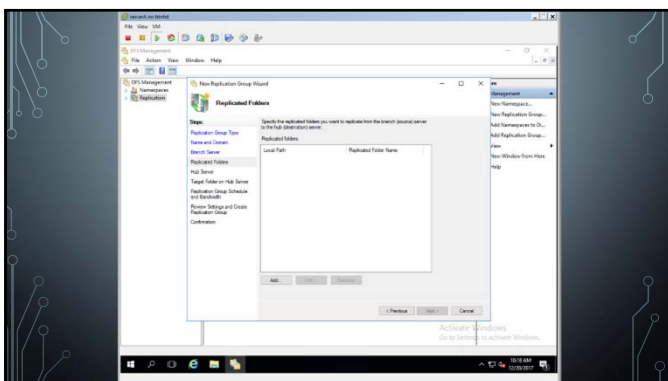 File View VM
DFS Management
File Action View Window Help
DFS Management
Namespaces
Replication
New Replication Group Wizard
Replicated Folders
Steps:
Replication Group Type
Name and Domain
Branch Server
Replicated Folders
Hub Server
Target Folder on Hub Server
Replication Group Schedule
and Bandwidth
Review Settings and Create
Replication Group
Confirmation
Specify the replicated folders you want to replicate from the branch (source) server
to the hub (destination) server.
Replicated folders:
Local Path Replicated Folder Name
Add... Edit... Remove
< Previous Next > Cancel
Management
New Namespace...
New Replication Group...
Add Namespaces to Di...
Add Replication Group...
View
New Window from Here
Help
Activate Windows
Go to Settings to activate Windows.
10:18 AM
12/20/2017